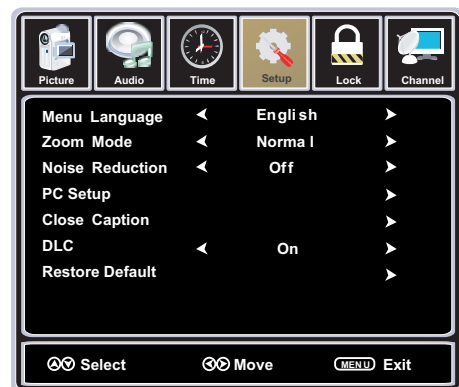 Picture Audio Time Setup Lock Channel
Menu Language English
Zoom Mode Normal
Noise Reduction Off
PC Setup
Close Caption
DLC On
Restore Default
Select Move MENU Exit